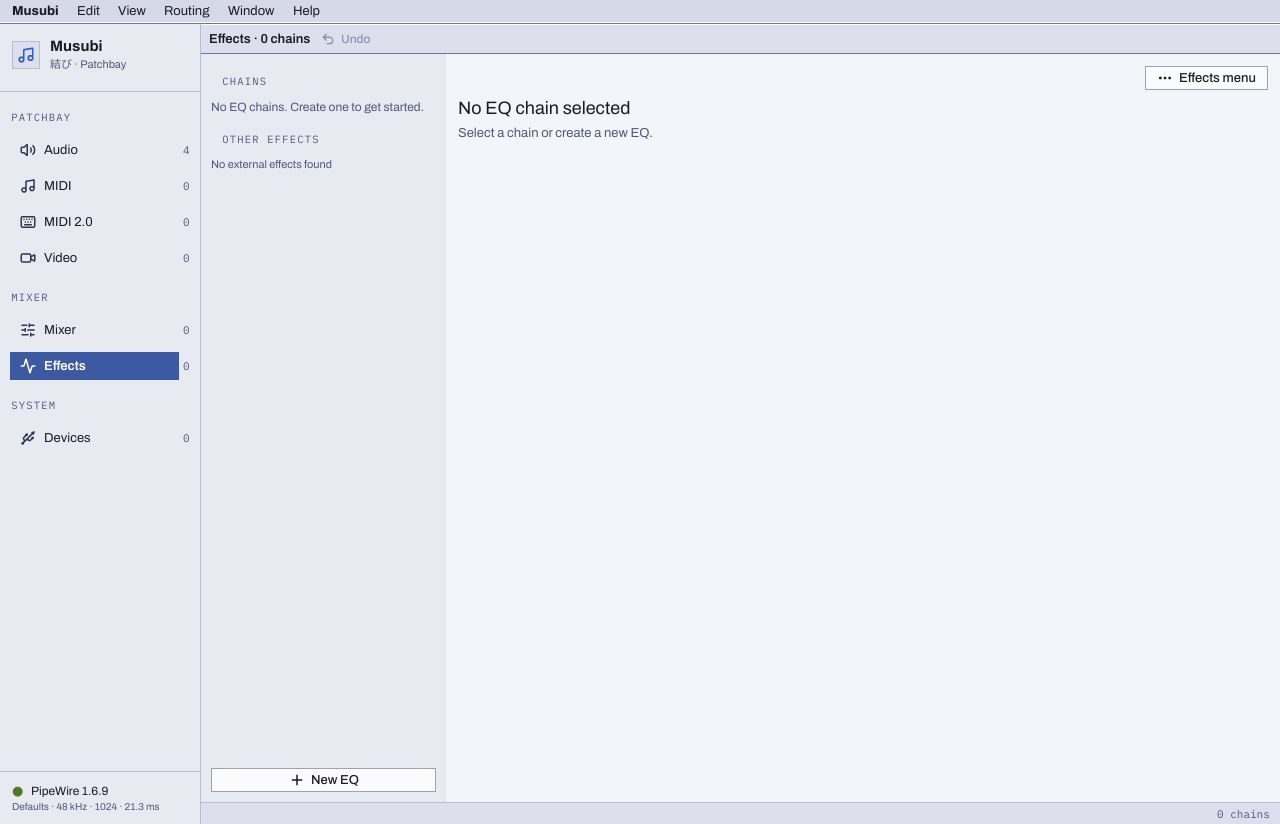 Musubi Edit View Routing Window Help
Musubi
結び · Patchbay
Effects · 0 chains Undo
PATCHBAY
Audio 4
MIDI 0
MIDI 2.0 0
Video 0
MIXER
Mixer 0
Effects 0
SYSTEM
Devices 0
PipeWire 1.6.9
Defaults · 48 kHz · 1024 · 21.3 ms
CHAINS
No EQ chains. Create one to get started.
OTHER EFFECTS
No external effects found
New EQ
Effects menu
No EQ chain selected
Select a chain or create a new EQ.
0 chains